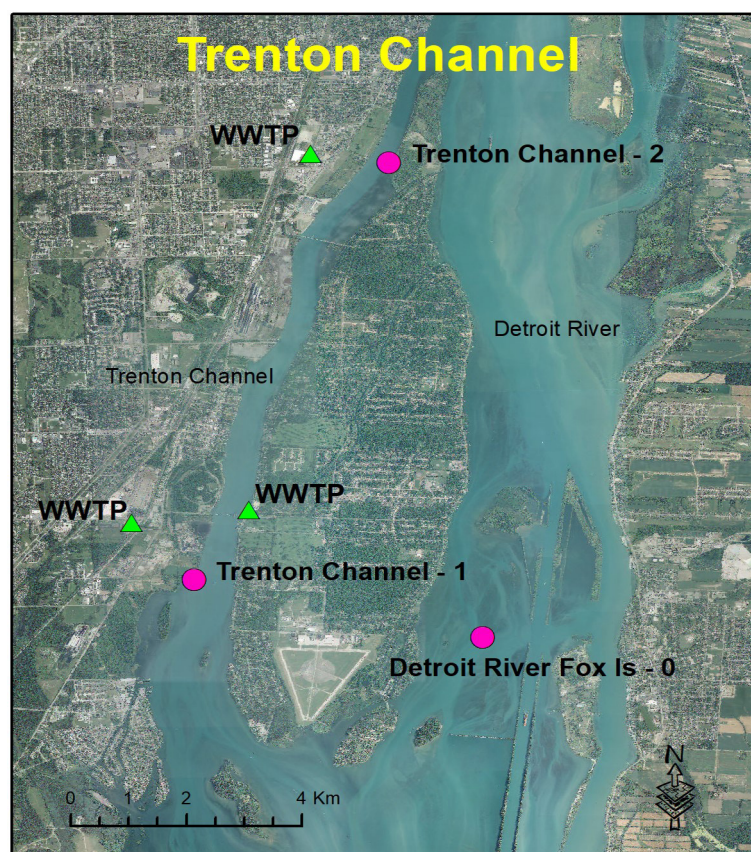 Trenton Channel
WWTP
Trenton Channel - 2
Detroit River
Trenton Channel
WWTP
WWTP
Trenton Channel - 1
Detroit River Fox Is - 0
N
0 1 2 4 Km